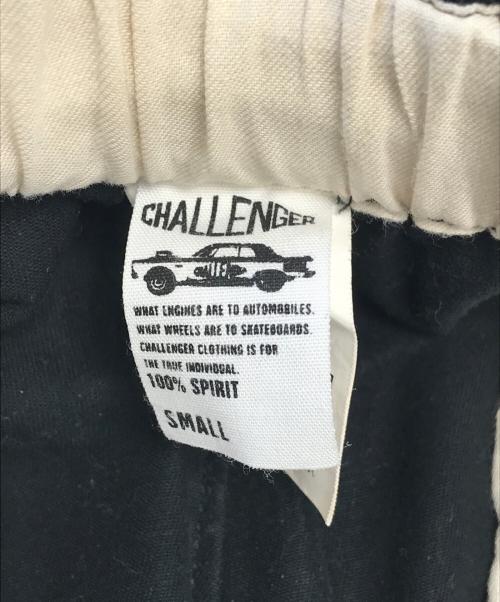 CHALLENGER
WHAT ENGINES ARE TO AUTOMOBILES.
WHAT WHEELS ARE TO SKATEBOARDS.
CHALLENGER CLOTHING IS FOR
THE TRUE INDIVIDUAL.
100% SPIRIT
SMALL